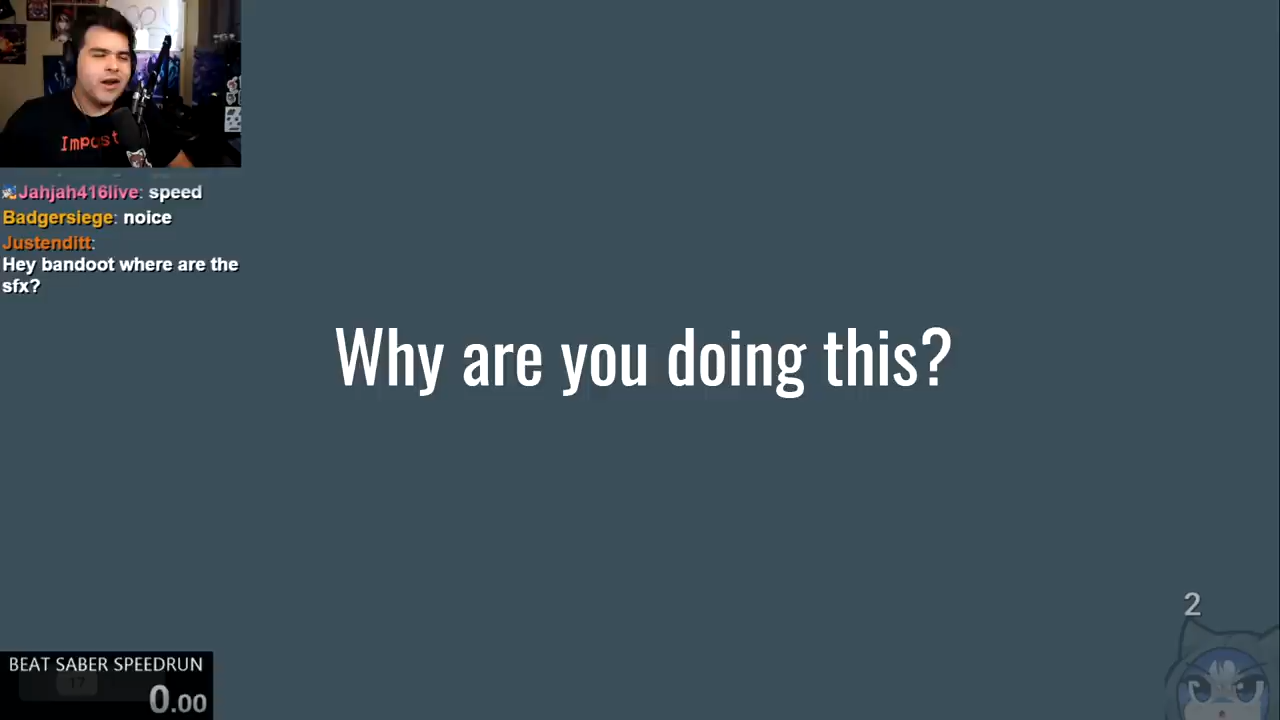 Impost
Jahjah416live: speed
Badgersiege: noice
Justenditt:
Hey bandoot where are the
sfx?
Why are you doing this?
2
BEAT SABER SPEEDRUN
17
0.00